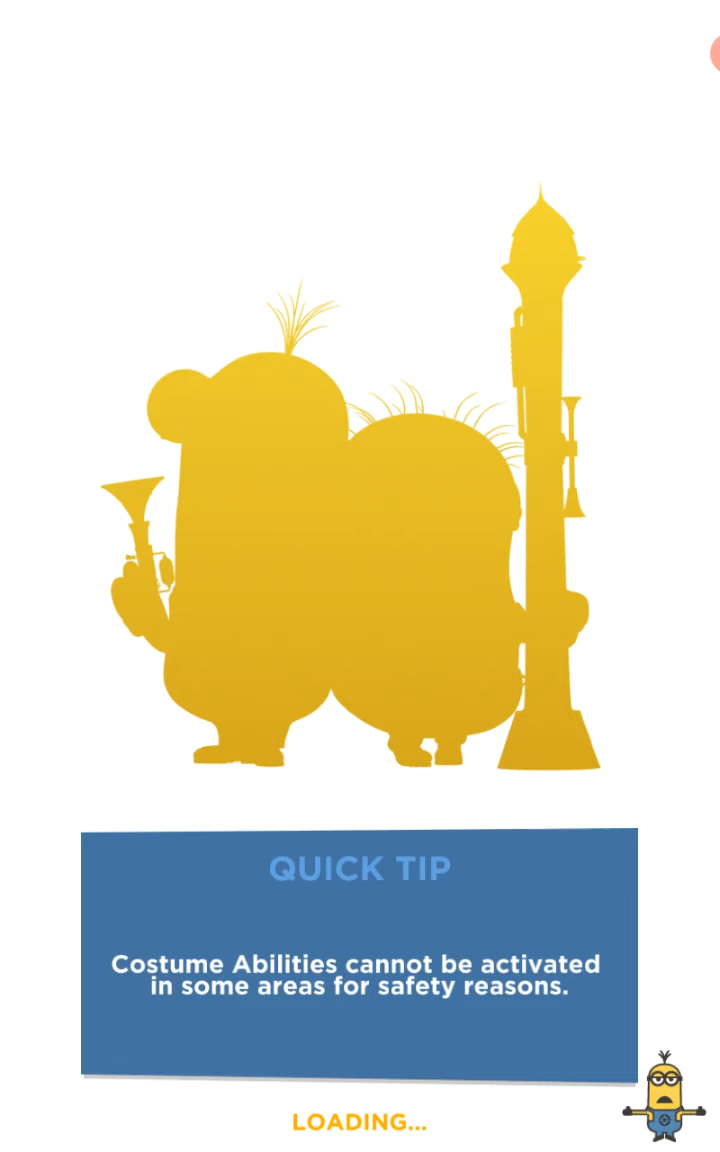 QUICK TIP
Costume Abilities cannot be activated
in some areas for safety reasons.
LOADING...